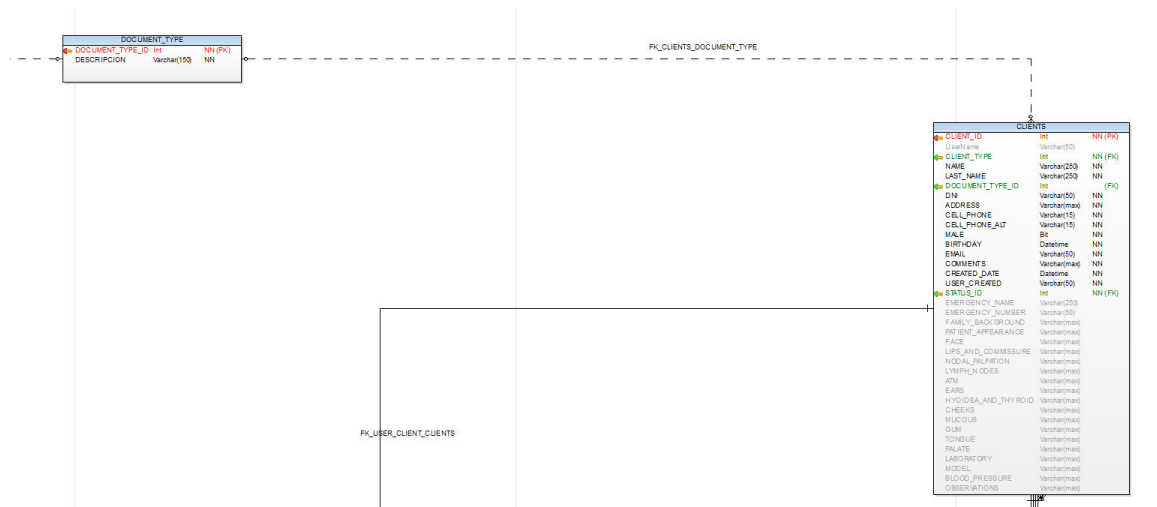 DOCUMENT_TYPE
DOCUMENT_TYPE_ID Int NN (PK)
DESCRIPCION Varchar(150) NN
FK_CLIENTS_DOCUMENT_TYPE
CLIENTS
CLIENT_ID Int NN (PK)
UserName Varchar(50)
CLIENT_TYPE Int NN (FK)
NAME Varchar(250) NN
LAST_NAME Varchar(250) NN
DOCUMENT_TYPE_ID Int (FK)
DNI Varchar(50) NN
ADDRESS Varchar(max) NN
CELL_PHONE Varchar(15) NN
CELL_PHONE_ALT Varchar(15) NN
MALE Bit NN
BIRTHDAY Datetime NN
EMAIL Varchar(50) NN
COMMENTS Varchar(max) NN
CREATED_DATE Datetime NN
USER_CREATED Varchar(50) NN
STATUS_ID Int NN (FK)
EMERGENCY_NAME Varchar(250)
EMERGENCY_NUMBER Varchar(50)
FAMILY_BACKGROUND Varchar(max)
PATIENT_APPEARANCE Varchar(max)
FACE Varchar(max)
LIPS_AND_COMMISSURE Varchar(max)
NODAL_PALPATION Varchar(max)
LYMPH_NODES Varchar(max)
ATM Varchar(max)
EARS Varchar(max)
HYOIDEA_AND_THYROID Varchar(max)
CHEEKS Varchar(max)
MUCOUS Varchar(max)
GUM Varchar(max)
TONGUE Varchar(max)
PALATE Varchar(max)
LABORATORY Varchar(max)
MODEL Varchar(max)
BLOOD_PRESSURE Varchar(max)
OBSERVATIONS Varchar(max)
FK_USER_CLIENT_CLIENTS